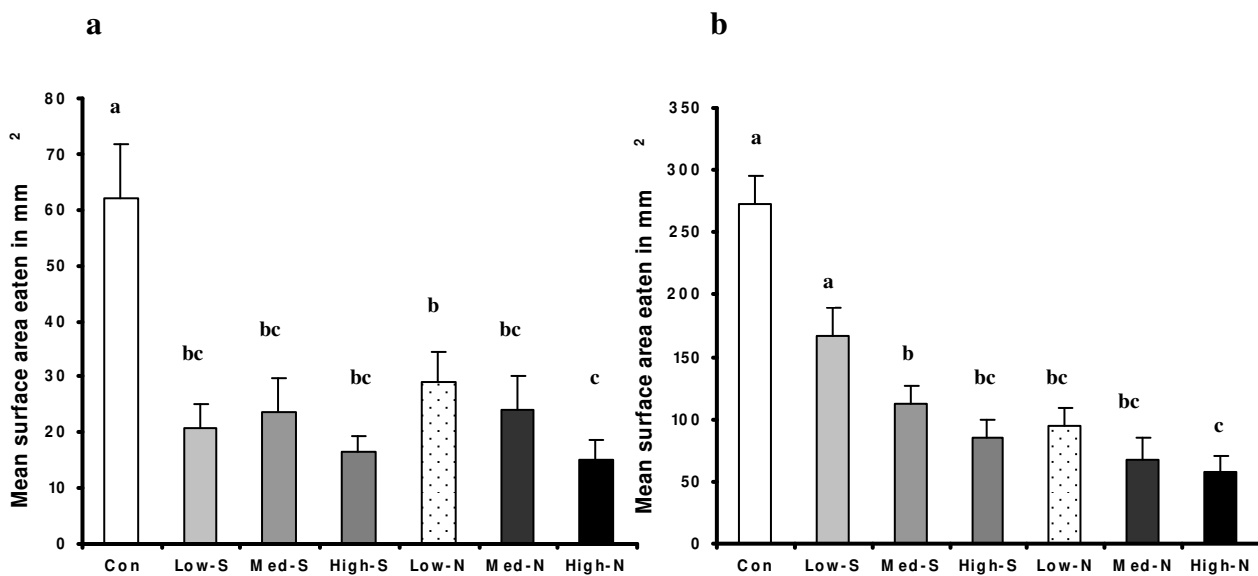 a
Mean surface area eaten in mm 2
80
70
60
50
40
30
20
10
0
a
bc
bc
bc
b
bc
c
Con Low-S Med-S High-S Low-N Med-N High-N
b
Mean surface area eaten in mm 2
350
300
250
200
150
100
50
0
a
a
b
bc
bc
bc
c
Con Low-S Med-S High-S Low-N Med-N High-N